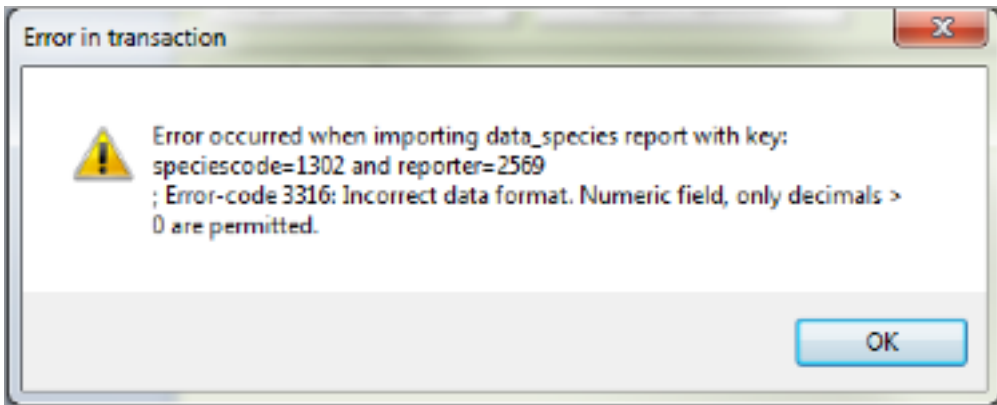 Error in transaction
Error occurred when importing data_species report with key:
speciescode=1302 and reporter=2569
; Error-code 3316: Incorrect data format. Numeric field, only decimals >
0 are permitted.
OK